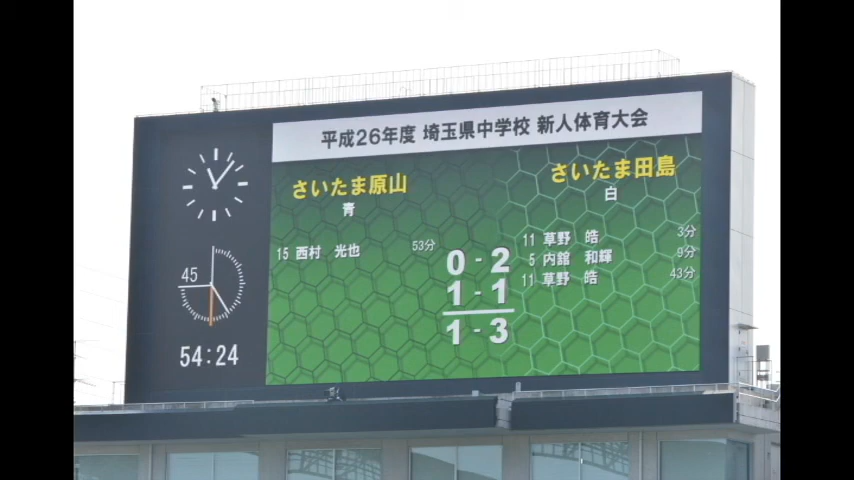 平成26年度 埼玉県中学校 新人体育大会
さいたま原山
青
さいたま田島
白
15 西村 光也 53分
11 草野 皓 3分
5 内舘 和輝 9分
11 草野 皓 43分
0 - 2
1 - 1
1 - 3
45
54:24